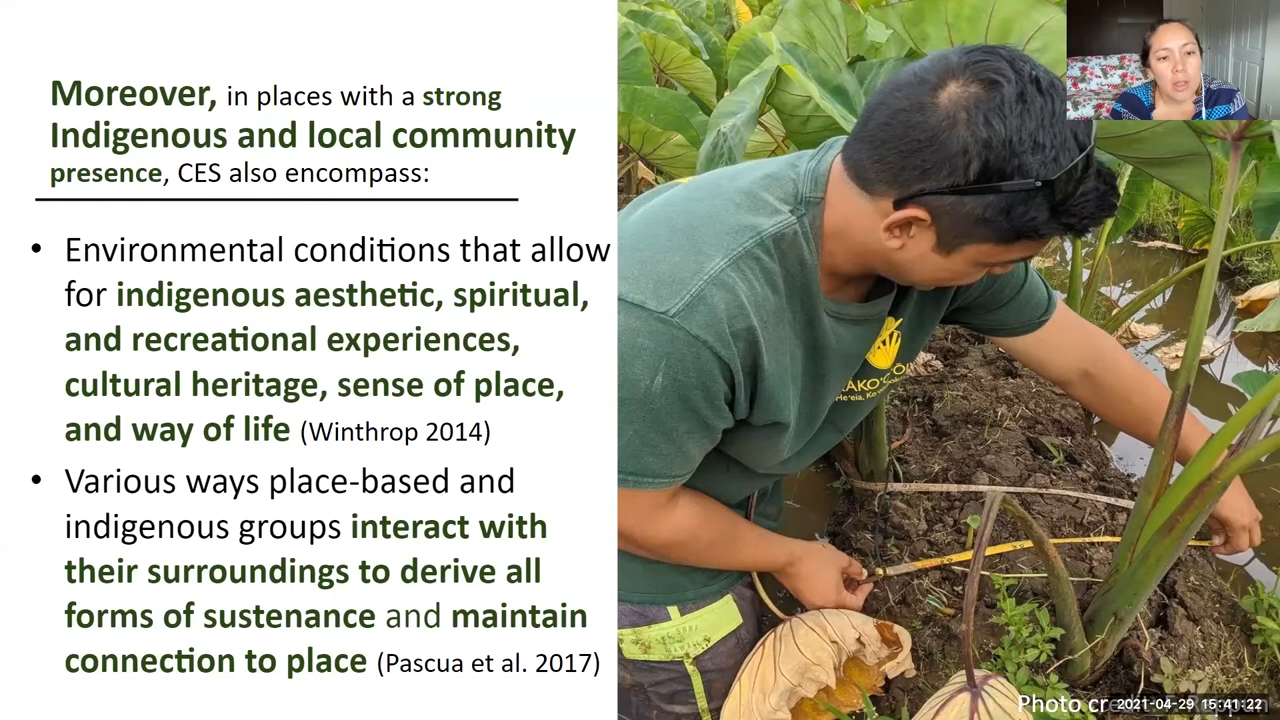 Moreover, in places with a strong
Indigenous and local community
presence, CES also encompass:
• Environmental conditions that allow
for indigenous aesthetic, spiritual,
and recreational experiences,
cultural heritage, sense of place,
and way of life (Winthrop 2014)
• Various ways place-based and
indigenous groups interact with
their surroundings to derive all
forms of sustenance and maintain
connection to place (Pascua et al. 2017)
Photo
2021-04-29 15:41:22